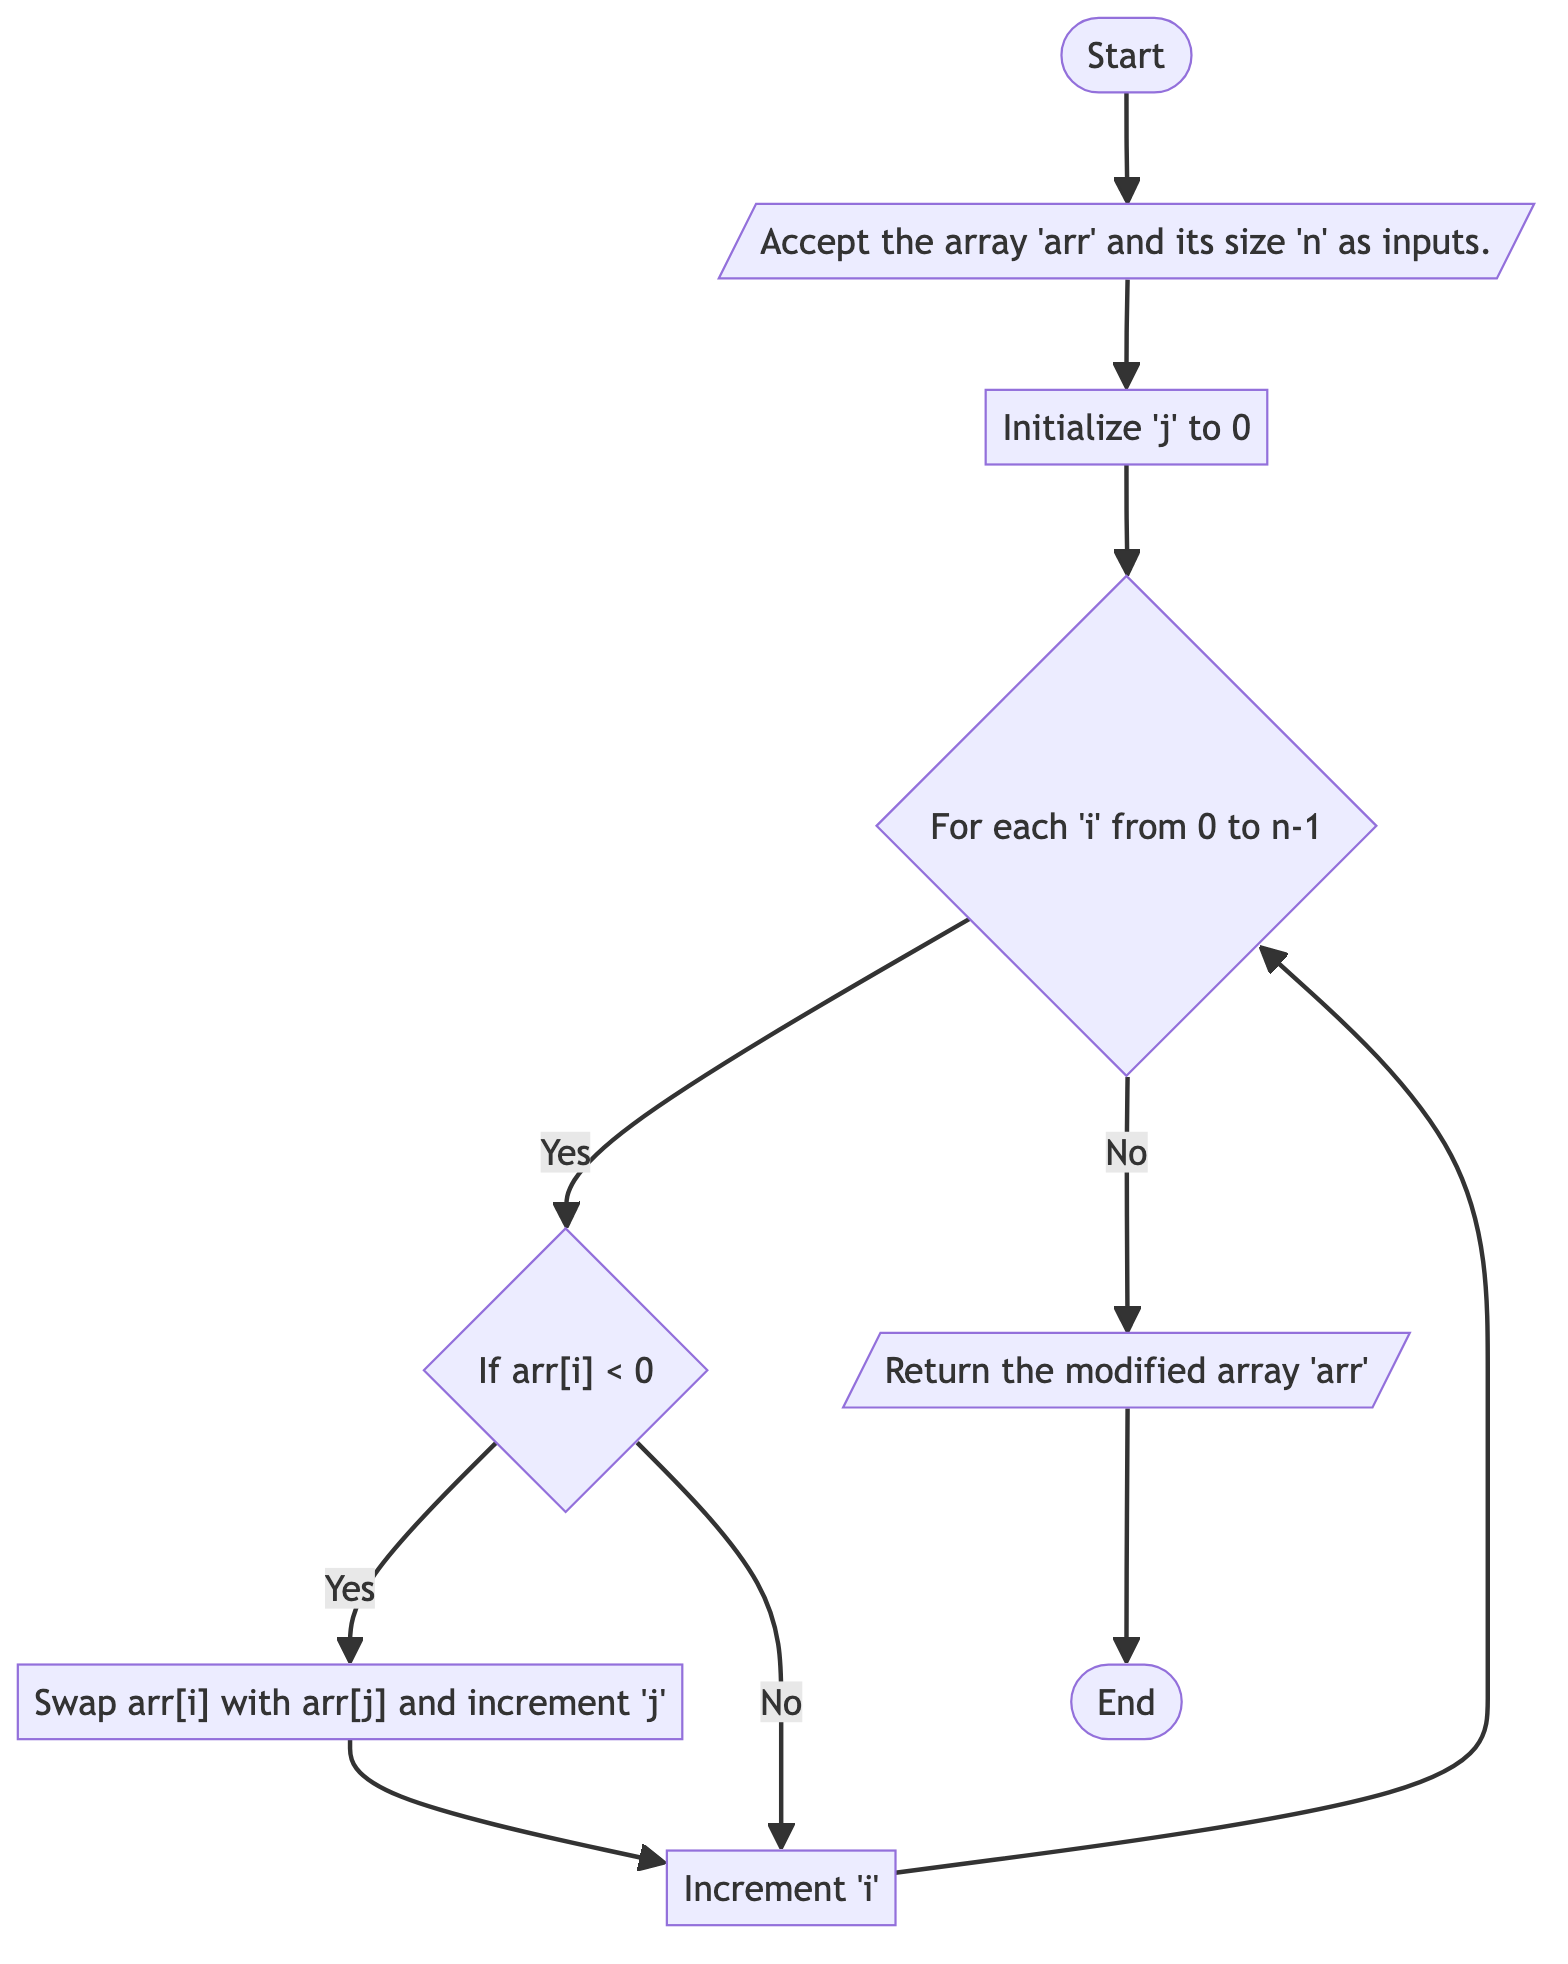 Start
Accept the array 'arr' and its size 'n' as inputs.
Initialize 'j' to 0
For each 'i' from 0 to n-1
Yes
No
If arr[i] < 0
Return the modified array 'arr'
Yes
Swap arr[i] with arr[j] and increment 'j'
No
End
Increment 'i'